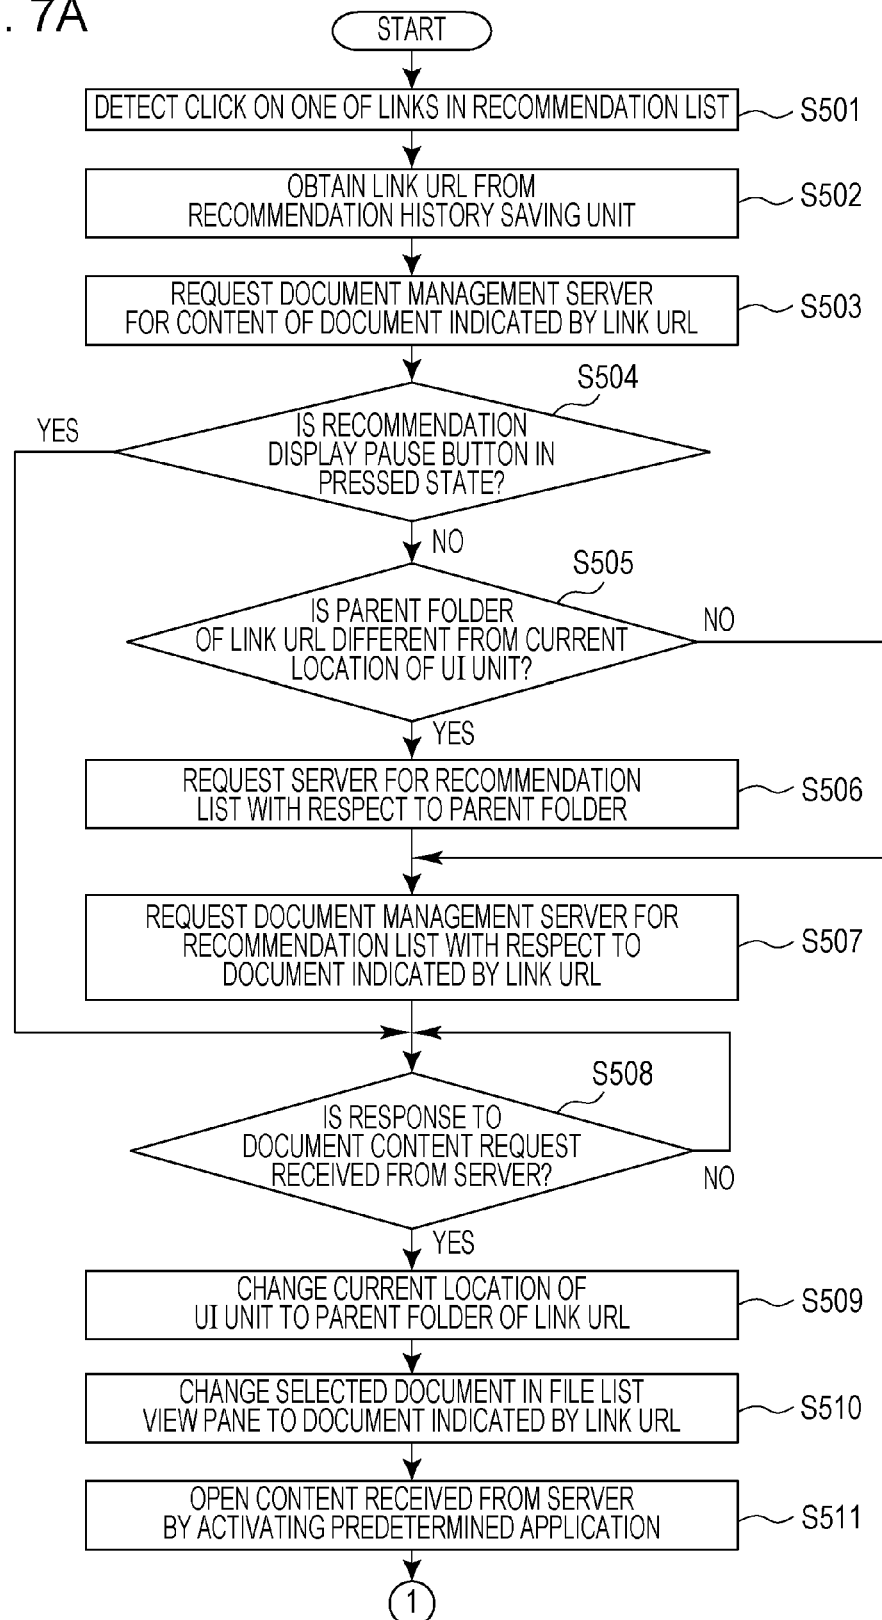 . 7A
START
DETECT CLICK ON ONE OF LINKS IN RECOMMENDATION LIST
S501
OBTAIN LINK URL FROM
RECOMMENDATION HISTORY SAVING UNIT
S502
REQUEST DOCUMENT MANAGEMENT SERVER
FOR CONTENT OF DOCUMENT INDICATED BY LINK URL
S503
S504
YES
IS RECOMMENDATION
DISPLAY PAUSE BUTTON IN
PRESSED STATE?
NO
S505
IS PARENT FOLDER
OF LINK URL DIFFERENT FROM CURRENT
LOCATION OF UI UNIT?
NO
YES
REQUEST SERVER FOR RECOMMENDATION
LIST WITH RESPECT TO PARENT FOLDER
S506
REQUEST DOCUMENT MANAGEMENT SERVER FOR
RECOMMENDATION LIST WITH RESPECT TO
DOCUMENT INDICATED BY LINK URL
S507
S508
IS RESPONSE TO
DOCUMENT CONTENT REQUEST
RECEIVED FROM SERVER?
NO
YES
CHANGE CURRENT LOCATION OF
UI UNIT TO PARENT FOLDER OF LINK URL
S509
CHANGE SELECTED DOCUMENT IN FILE LIST
VIEW PANE TO DOCUMENT INDICATED BY LINK URL
S510
OPEN CONTENT RECEIVED FROM SERVER
BY ACTIVATING PREDETERMINED APPLICATION
S511
1